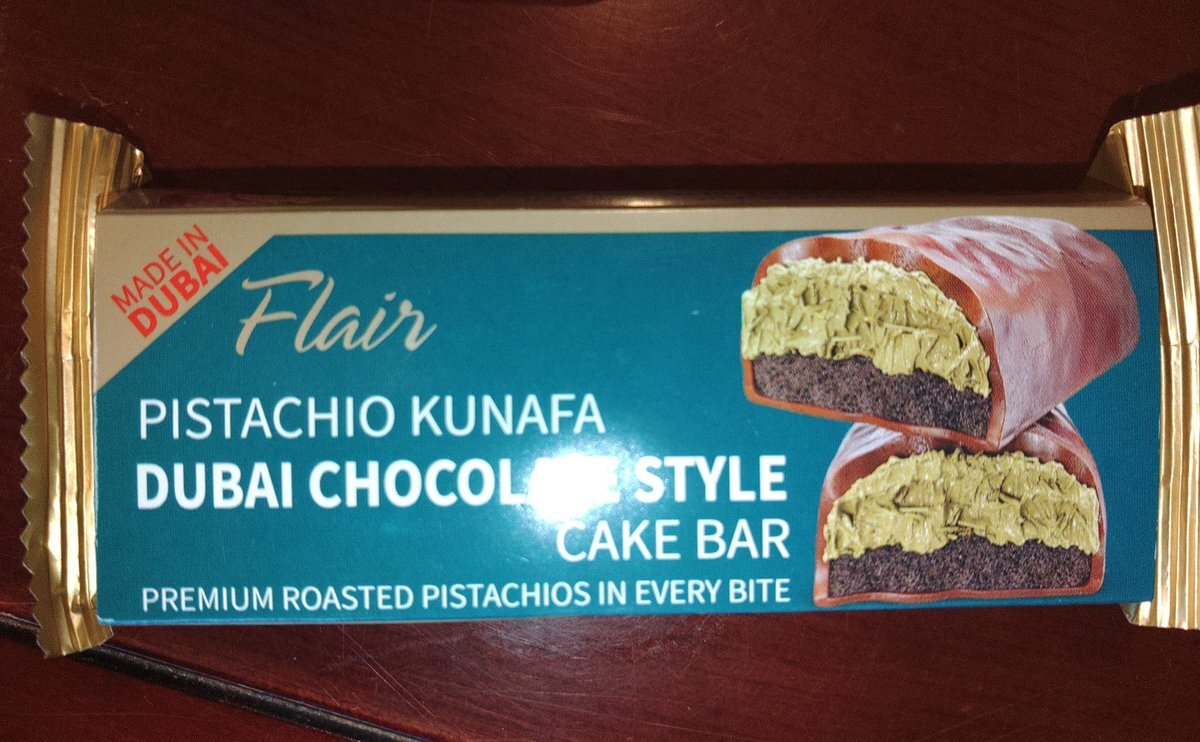 MADE IN
DUBAI
Flair
PISTACHIO KUNAFA
DUBAI CHOCOLATE STYLE
CAKE BAR
PREMIUM ROASTED PISTACHIOS IN EVERY BITE